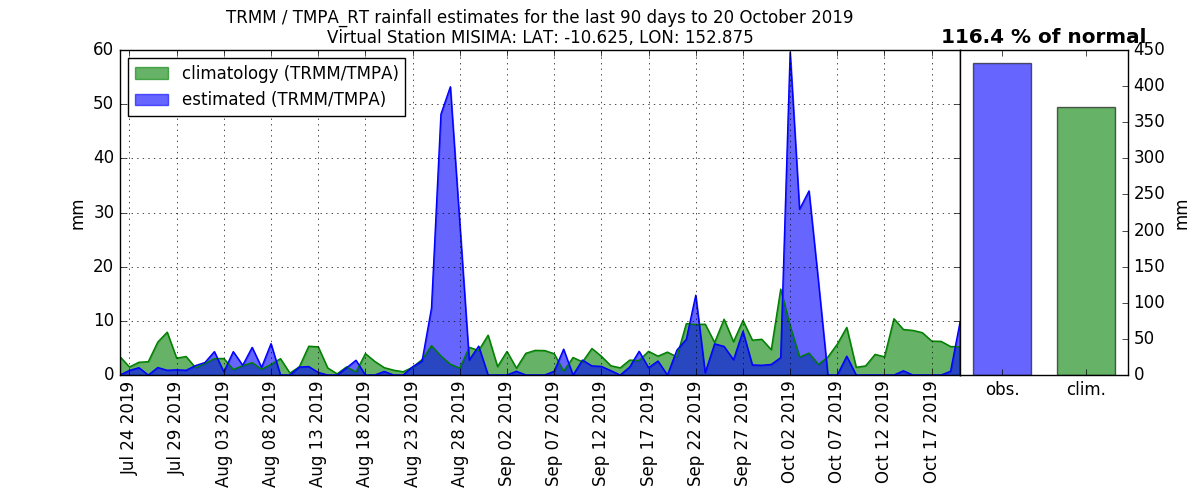 TRMM / TMPA_RT rainfall estimates for the last 90 days to 20 October 2019
Virtual Station MISIMA: LAT: -10.625, LON: 152.875
116.4 % of normal
climatology (TRMM/TMPA)
estimated (TRMM/TMPA)
60
50
40
30
20
10
0
mm
Jul 24 2019
Jul 29 2019
Aug 03 2019
Aug 08 2019
Aug 13 2019
Aug 18 2019
Aug 23 2019
Aug 28 2019
Sep 02 2019
Sep 07 2019
Sep 12 2019
Sep 17 2019
Sep 22 2019
Sep 27 2019
Oct 02 2019
Oct 07 2019
Oct 12 2019
Oct 17 2019
450
400
350
300
250
200
150
100
50
0
mm
obs.
clim.